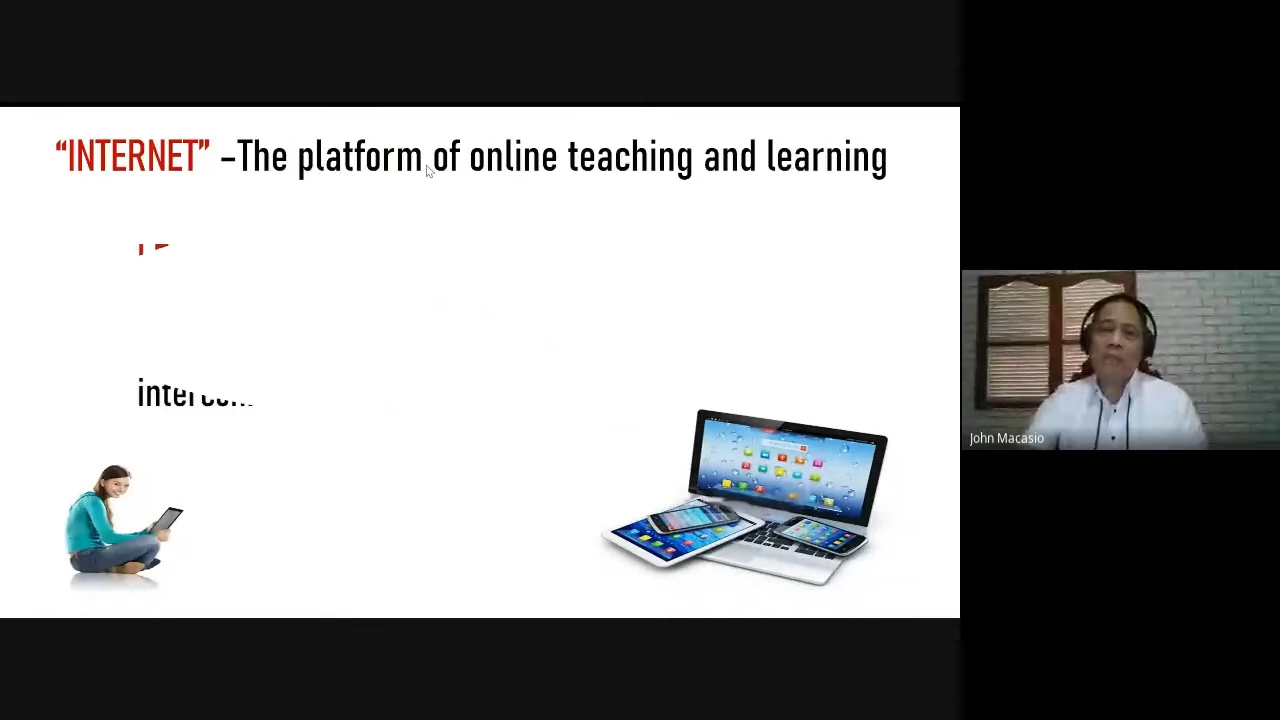 “INTERNET” –The platform of online teaching and learning
John Macasio